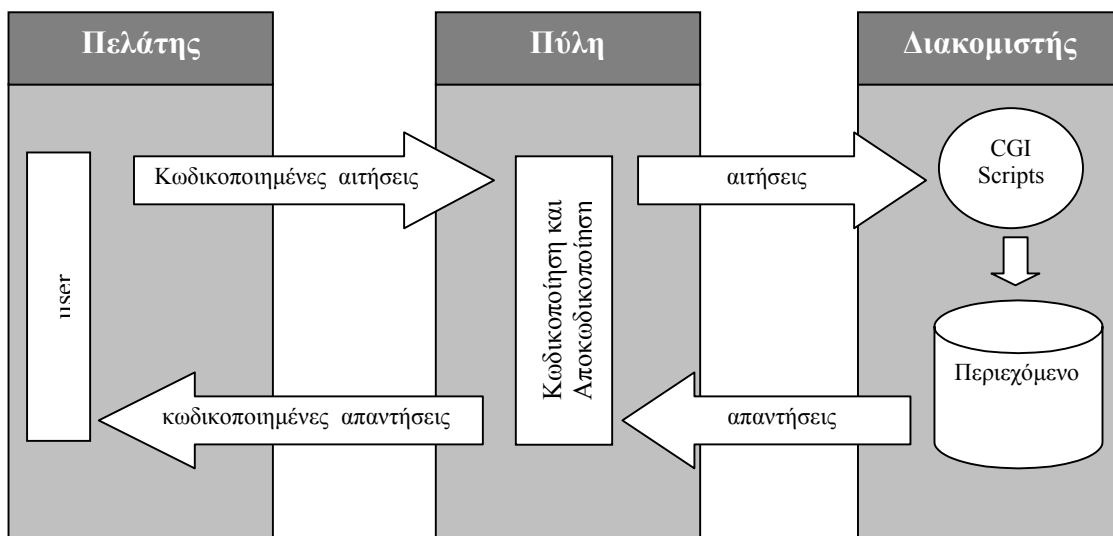 Πελάτης
Πύλη
Διακομιστής
Κωδικοποιημένες αιτήσεις
αιτήσεις
CGI
Scripts
user
Κωδικοποίηση και
Αποκωδικοποίηση
Περιεχόμενο
κωδικοποιημένες απαντήσεις
απαντήσεις